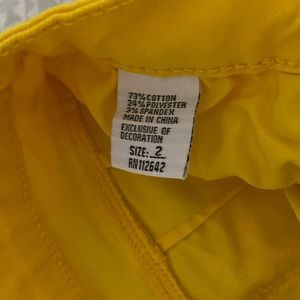 73% COTTON
24% POLYESTER
3% SPANDEX
MADE IN CHINA
EXCLUSIVE OF
DECORATION
SIZE: 2
RN112642